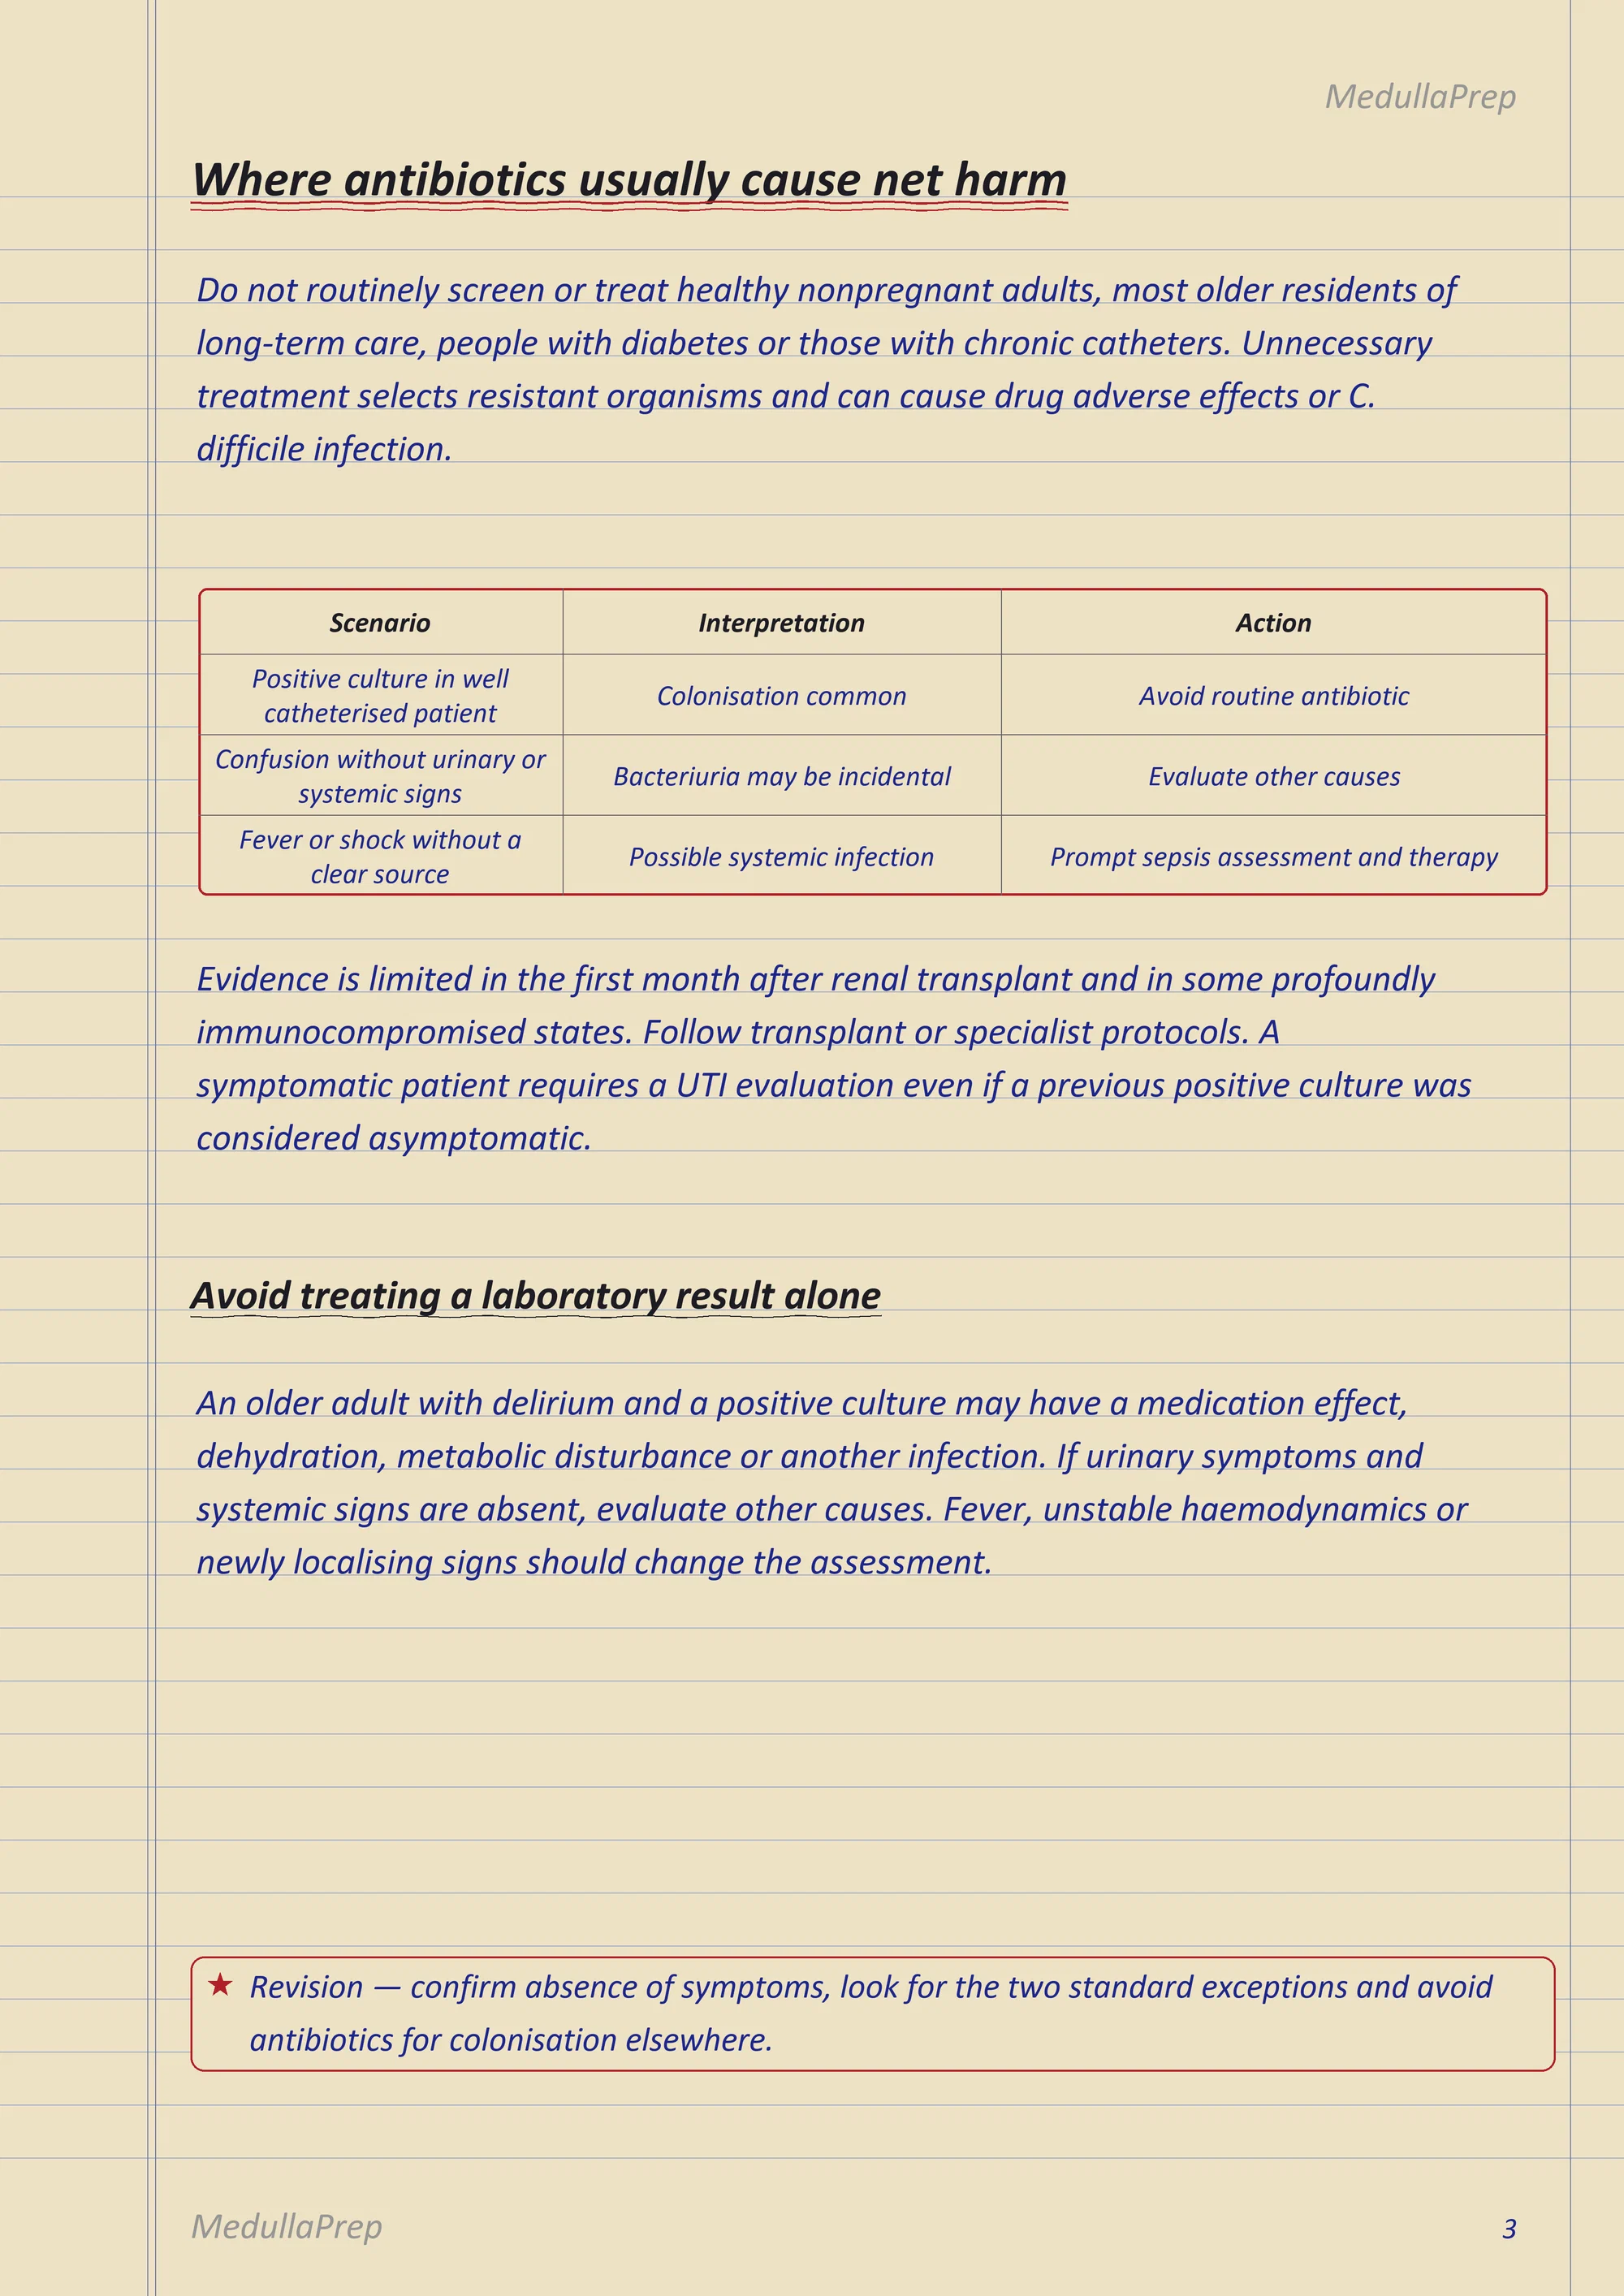 MedullaPrep
Where antibiotics usually cause net harm
Do not routinely screen or treat healthy nonpregnant adults, most older residents of
long-term care, people with diabetes or those with chronic catheters. Unnecessary
treatment selects resistant organisms and can cause drug adverse effects or C.
difficile infection.
Scenario Interpretation Action
Positive culture in well
catheterised patient
Colonisation common
Avoid routine antibiotic
Confusion without urinary or
systemic signs
Bacteriuria may be incidental
Evaluate other causes
Fever or shock without a
clear source
Possible systemic infection
Prompt sepsis assessment and therapy
Evidence is limited in the first month after renal transplant and in some profoundly
immunocompromised states. Follow transplant or specialist protocols. A
symptomatic patient requires a UTI evaluation even if a previous positive culture was
considered asymptomatic.
Avoid treating a laboratory result alone
An older adult with delirium and a positive culture may have a medication effect,
dehydration, metabolic disturbance or another infection. If urinary symptoms and
systemic signs are absent, evaluate other causes. Fever, unstable haemodynamics or
newly localising signs should change the assessment.
★ Revision — confirm absence of symptoms, look for the two standard exceptions and avoid
antibiotics for colonisation elsewhere.
MedullaPrep
3